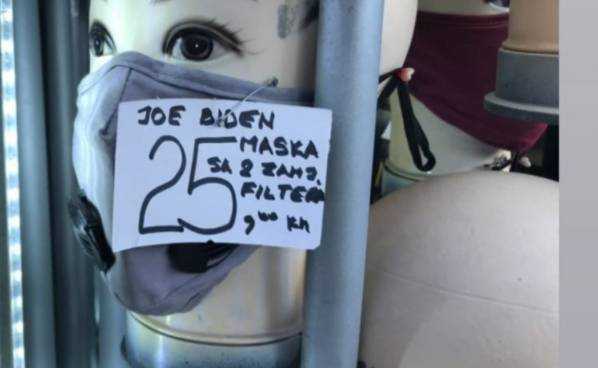 JOE BIDEN
MASKA
25 SA 2 ZAMJ.
FILTERA
,00 KN